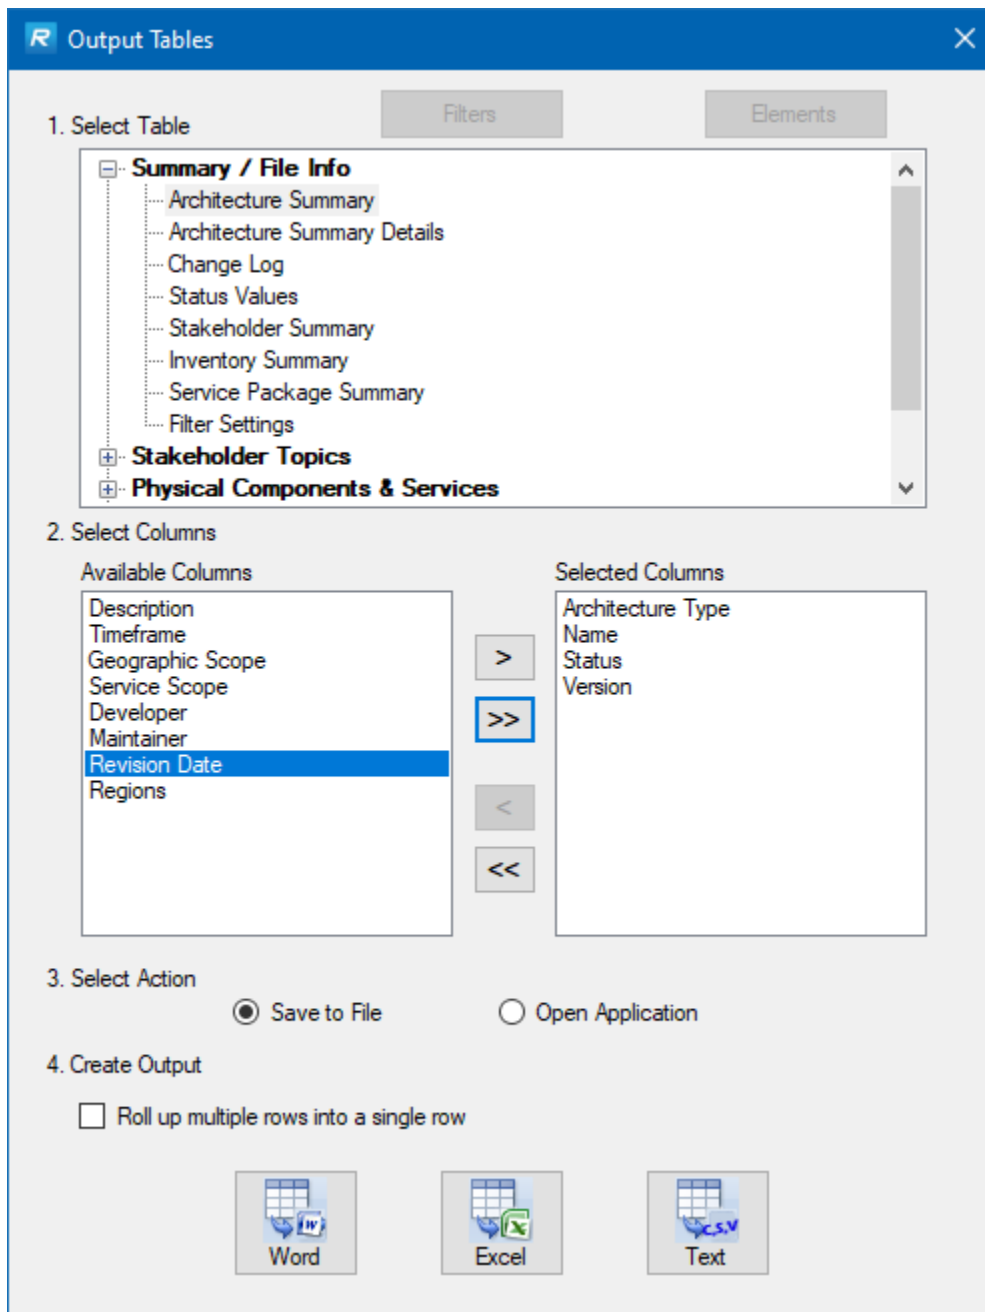 R Output Tables
1. Select Table
Filters
Elements
Summary / File Info
Architecture Summary
Architecture Summary Details
Change Log
Status Values
Stakeholder Summary
Inventory Summary
Service Package Summary
Filter Settings
Stakeholder Topics
Physical Components & Services
2. Select Columns
Available Columns
Description
Timeframe
Geographic Scope
Service Scope
Developer
Maintainer
Revision Date
Regions
>
>>
<
<<
Selected Columns
Architecture Type
Name
Status
Version
3. Select Action
Save to File
Open Application
4. Create Output
Roll up multiple rows into a single row
W
Word
X
Excel
C,S,V
Text